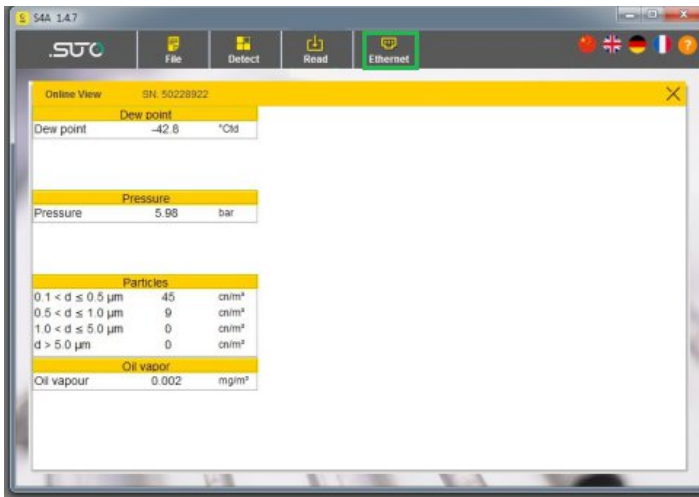 S4A 1.4.7
.SUTO File Detect Read Ethernet
Online View SN. 50228922
Dew point
Dew point -42.8 °Ctd
Pressure
Pressure 5.98 bar
Particles
0.1 < d ≤ 0.5 µm 45 cn/m³
0.5 < d ≤ 1.0 µm 9 cn/m³
1.0 < d ≤ 5.0 µm 0 cn/m³
d > 5.0 µm 0 cn/m³
Oil vapor
Oil vapour 0.002 mg/m³